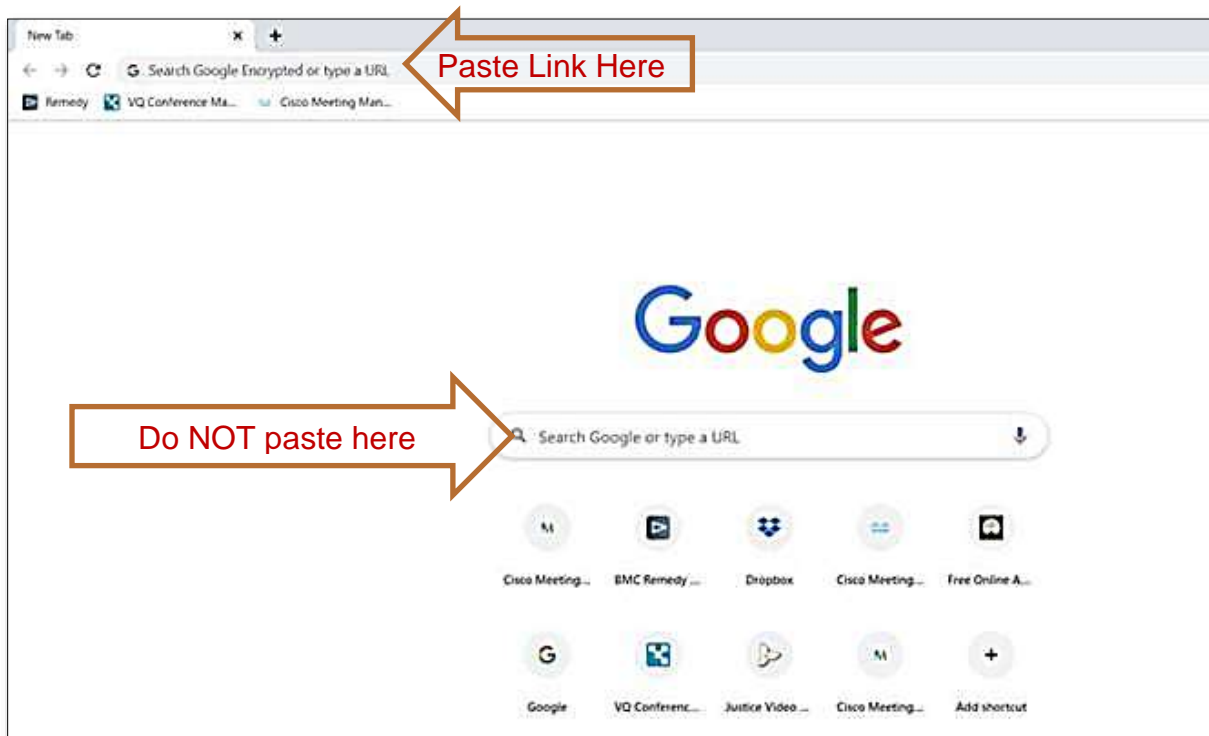 New Tab
Paste Link Here
G Search Google Encrypted or type a URL
Remedy VQ Conference Ma... Cisco Meeting Man...
Google
Do NOT paste here
Search Google or type a URL
M
Cisco Meeting... BMC Remedy ... Dropbox Cisco Meeting... Free Online A...
G M
Google VQ Conferenc... Justice Video ... Cisco Meeting... Add shortcut